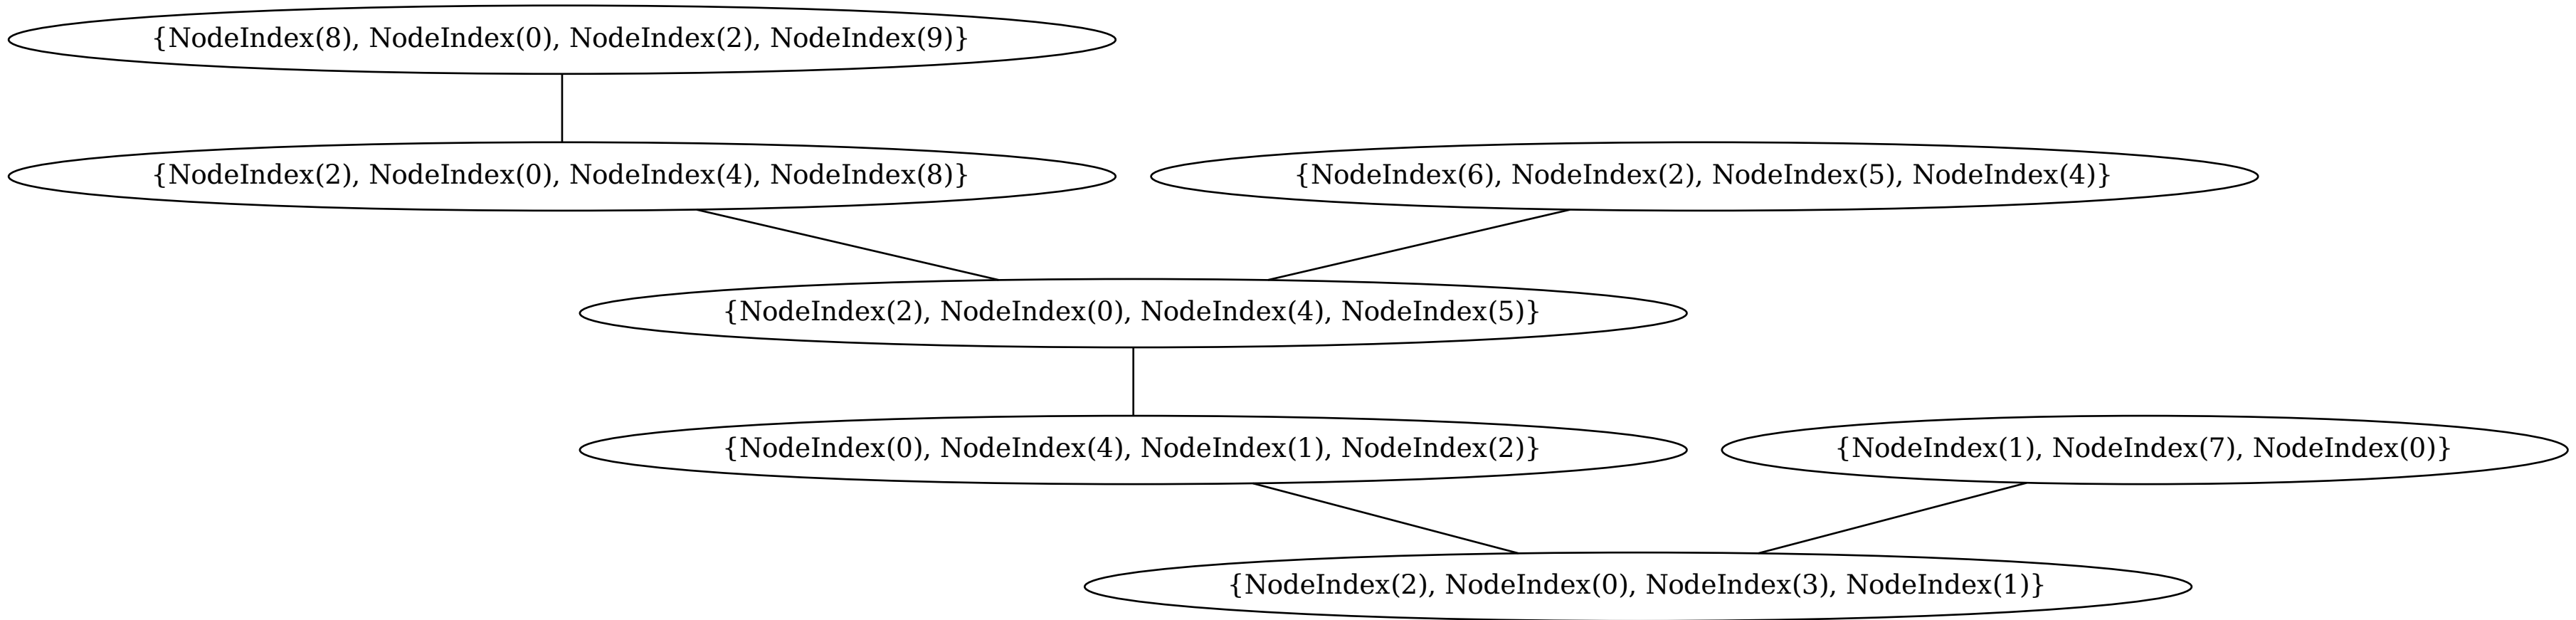 {NodeIndex(8), NodeIndex(0), NodeIndex(2), NodeIndex(9)}
{NodeIndex(2), NodeIndex(0), NodeIndex(4), NodeIndex(8)}
{NodeIndex(6), NodeIndex(2), NodeIndex(5), NodeIndex(4)}
{NodeIndex(2), NodeIndex(0), NodeIndex(4), NodeIndex(5)}
{NodeIndex(0), NodeIndex(4), NodeIndex(1), NodeIndex(2)}
{NodeIndex(1), NodeIndex(7), NodeIndex(0)}
{NodeIndex(2), NodeIndex(0), NodeIndex(3), NodeIndex(1)}